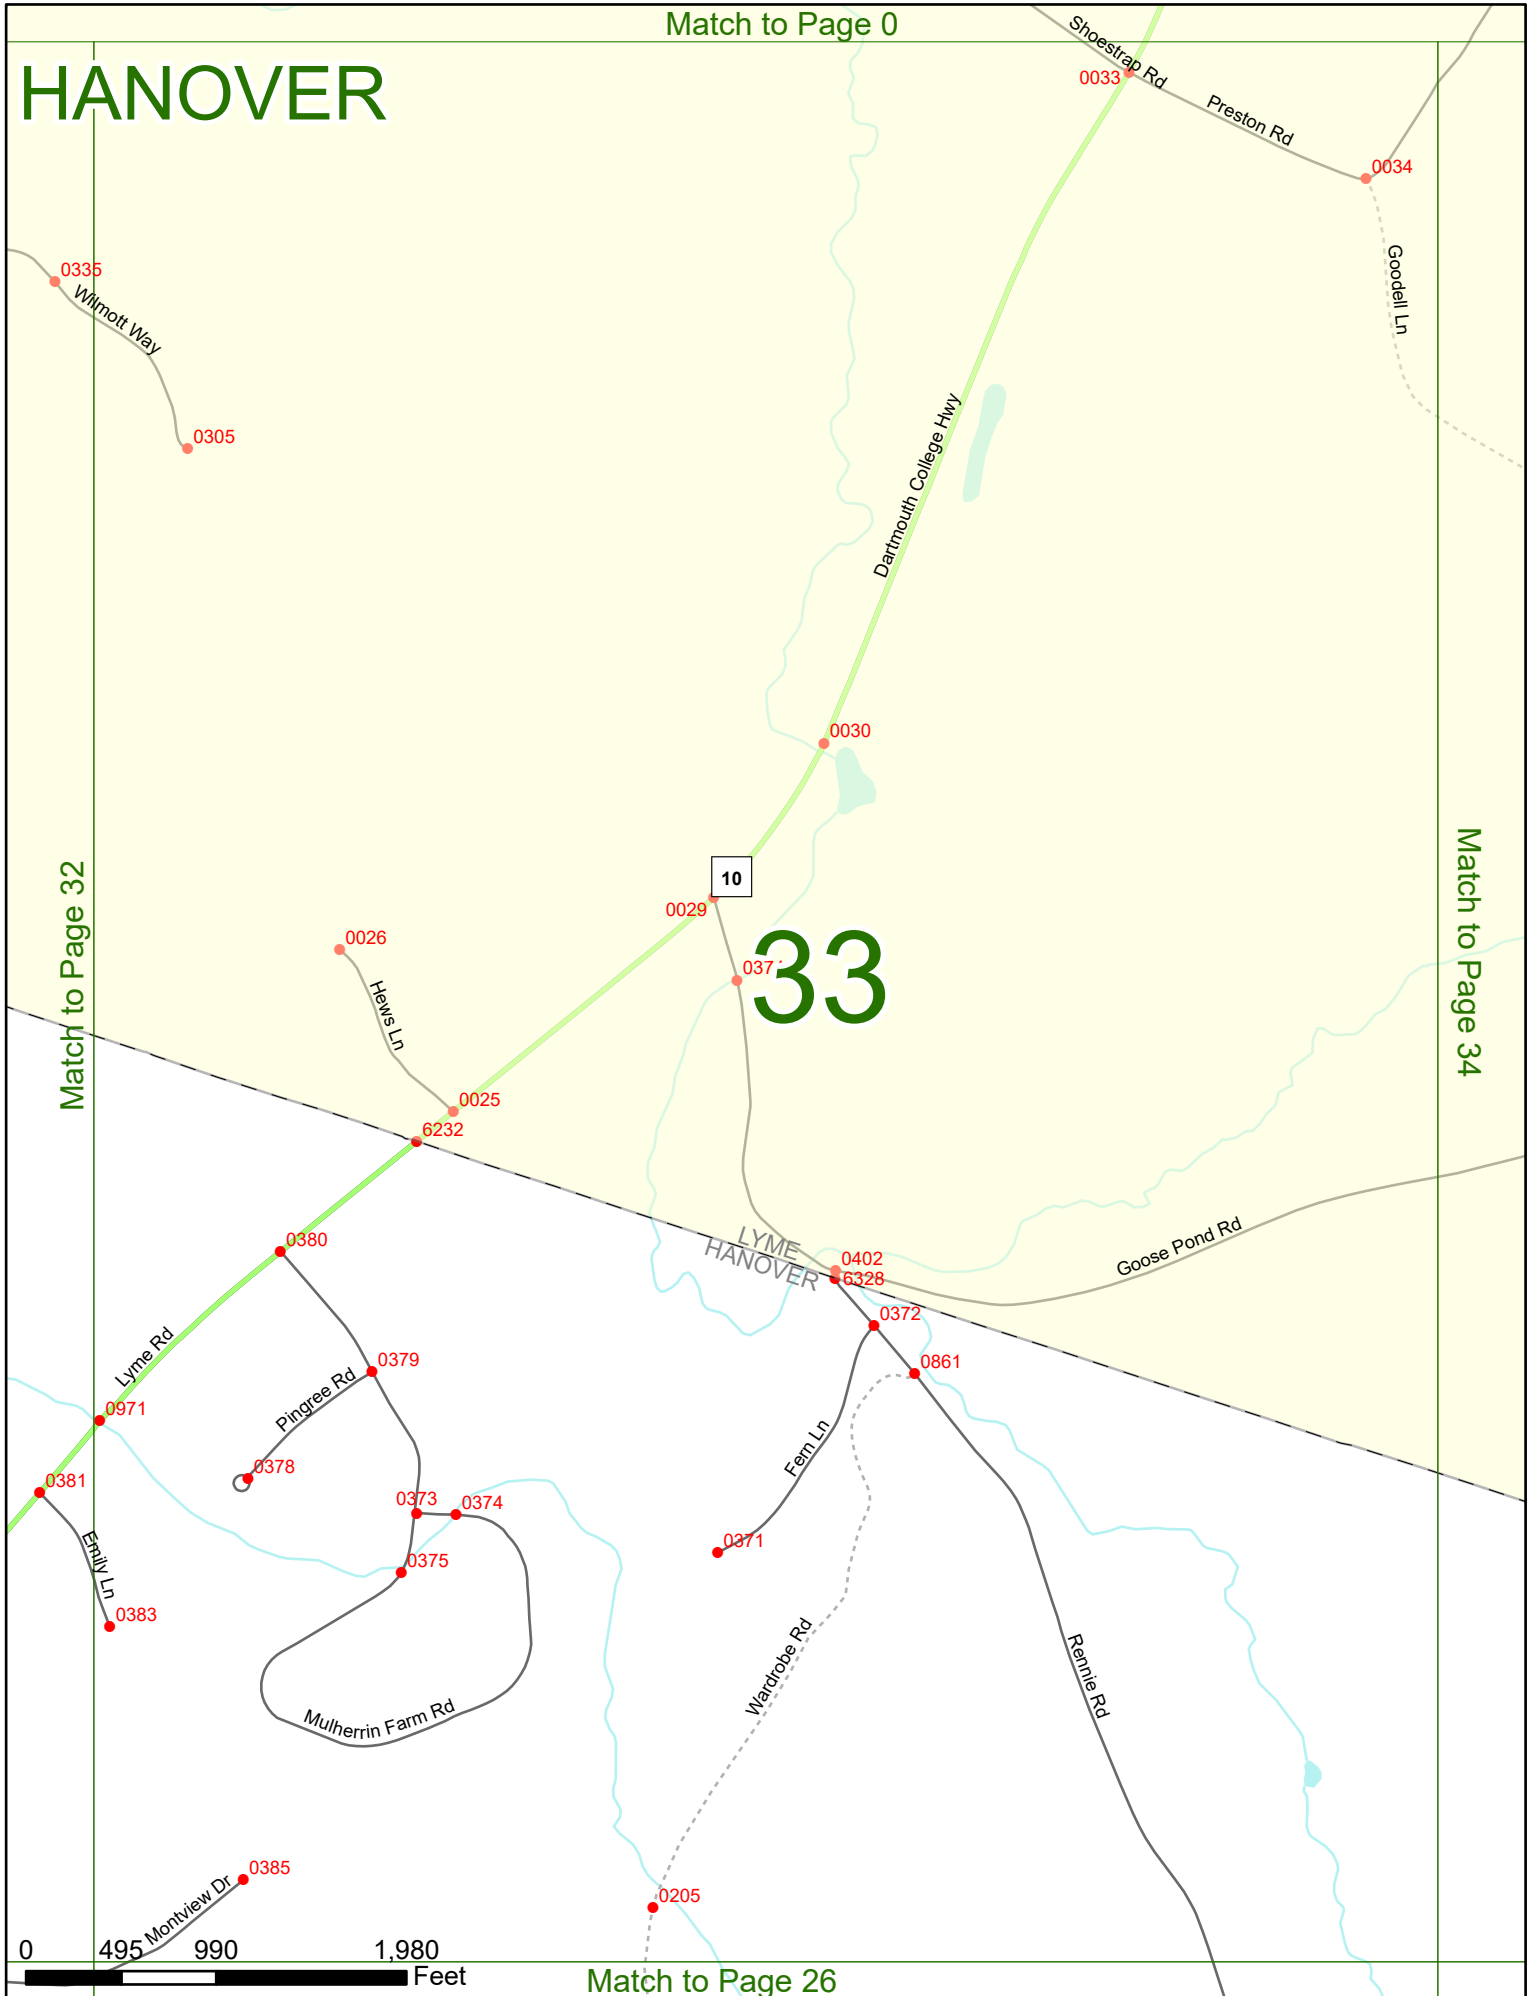 Match to Page 0
HANOVER
Shoestrap Rd
0033
Preston Rd
0034
Goodell Ln
0335
Wilmott Way
0305
Dartmouth College Hwy
0030
10
0029
33
Match to Page 32
Match to Page 34
0026
Hews Ln
0025
6232
LYME
HANOVER
0402
6328
Goose Pond Rd
0380
0372
0861
Lyme Rd
0379
Pingree Rd
0971
Fern Ln
0378
0381
0373
0374
Emily Ln
0371
0375
0383
Wardrobe Rd
Rennie Rd
Mulherrin Farm Rd
0385
Montview Dr
0205
0 495 990 1,980
Feet
Match to Page 26